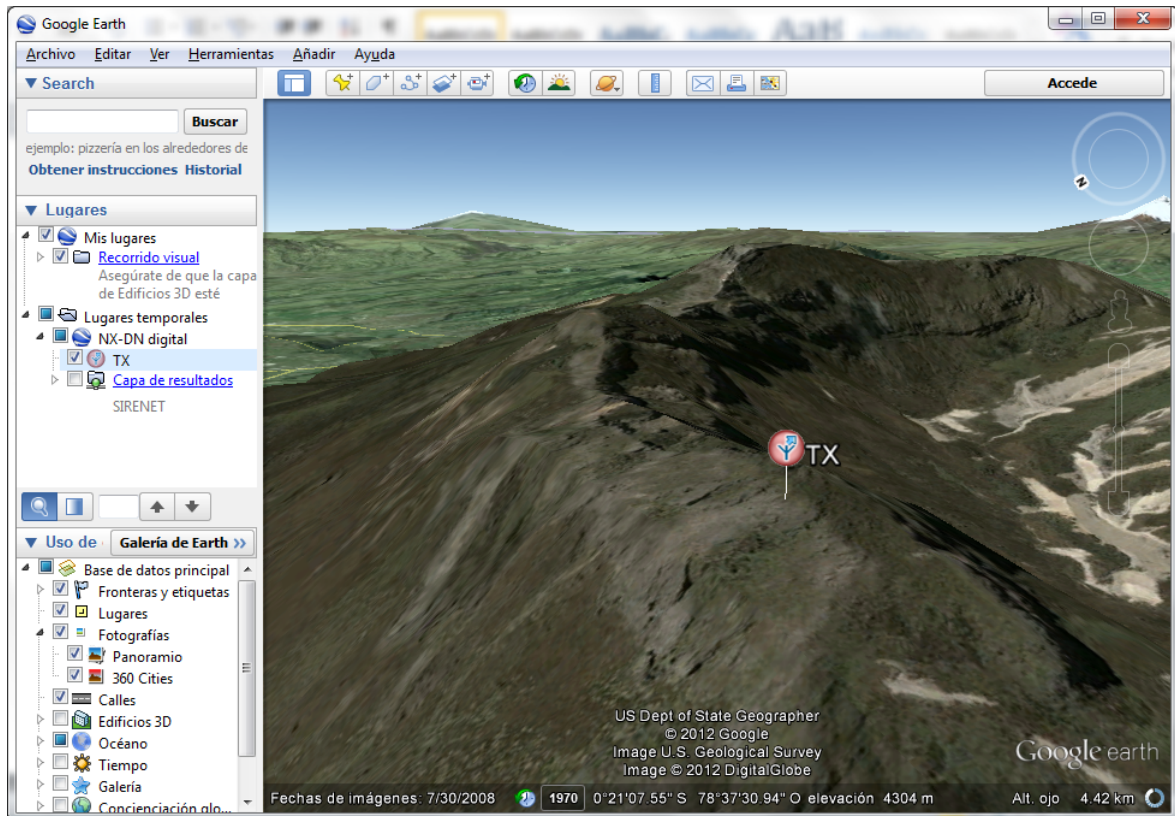 Google Earth
Archivo Editar Ver Herramientas Añadir Ayuda
Search
Accede
Buscar
ejemplo: pizzería en los alrededores de
Obtener instrucciones Historial
Lugares
Mis lugares
Recorrido visual
Asegúrate de que la capa
de Edificios 3D esté
Lugares temporales
NX-DN digital
TX
Capa de resultados
SIRENET
TX
N
Uso de
Galería de Earth >>
Base de datos principal
Fronteras y etiquetas
Lugares
Fotografías
Panoramio
360 Cities
Calles
Edificios 3D
Océano
Tiempo
Galería
Concienciación glo...
US Dept of State Geographer
© 2012 Google
Image U.S. Geological Survey
Image © 2012 DigitalGlobe
Google earth
Fechas de imágenes: 7/30/2008 1970 0°21'07.55" S 78°37'30.94" O elevación 4304 m Alt. ojo 4.42 km